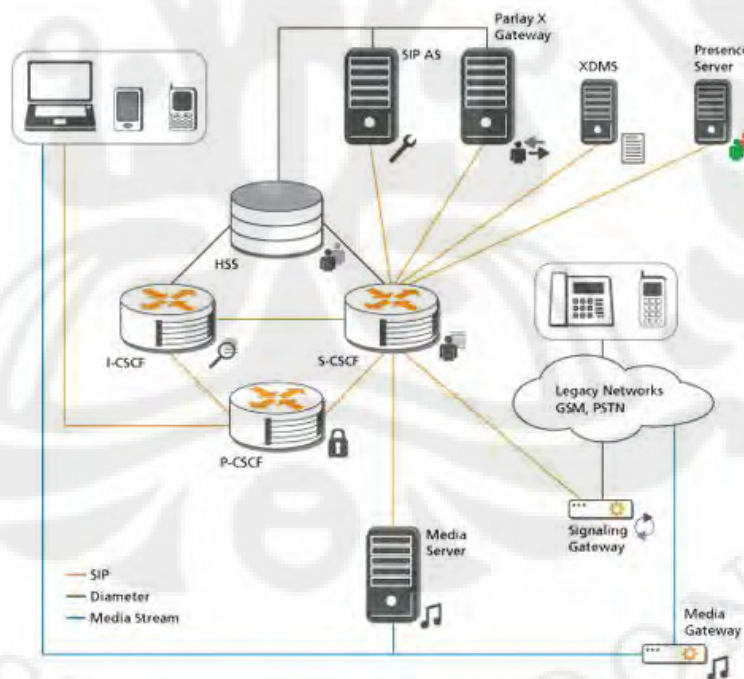 Parlay X
Gateway
SIP AS
XDMS
Presence
Server
HSS
I-CSCF
S-CSCF
P-CSCF
Legacy Networks
GSM, PSTN
Signaling
Gateway
Media
Server
SIP
Diameter
Media Stream
Media
Gateway